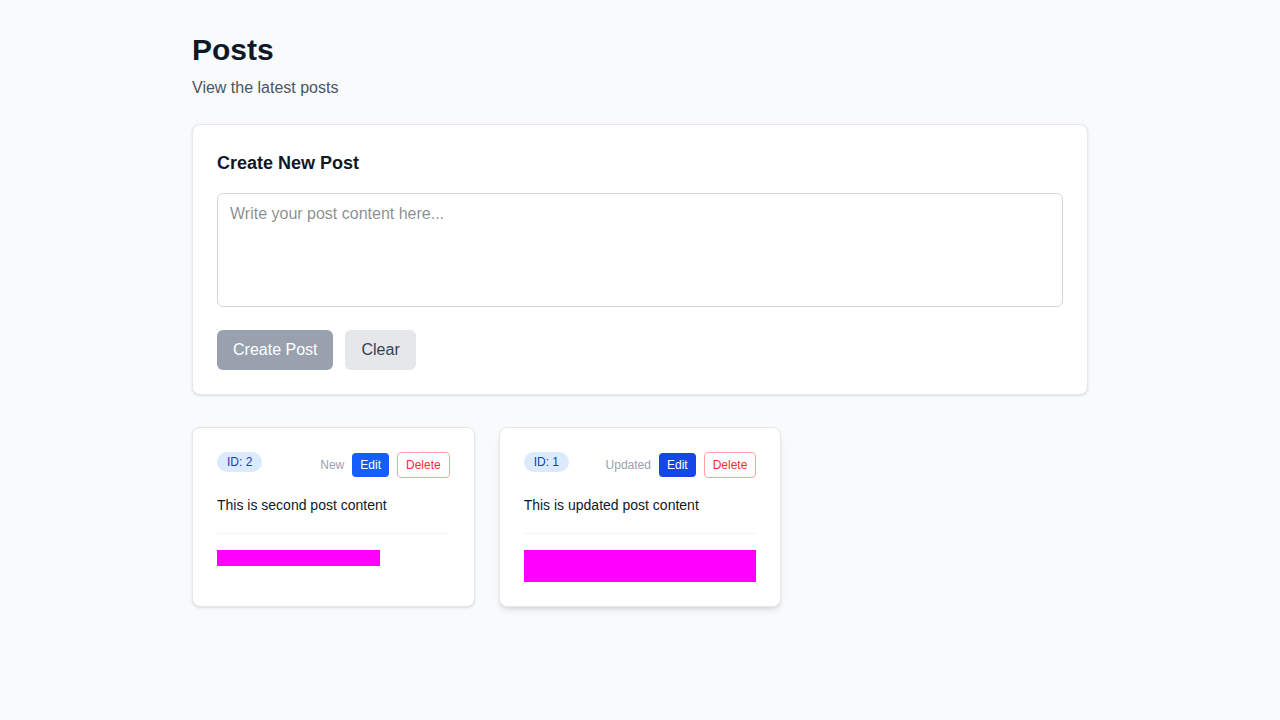 Posts
View the latest posts
Create New Post
Write your post content here...
Create Post Clear
ID: 2 New Edit Delete
This is second post content
ID: 1 Updated Edit Delete
This is updated post content